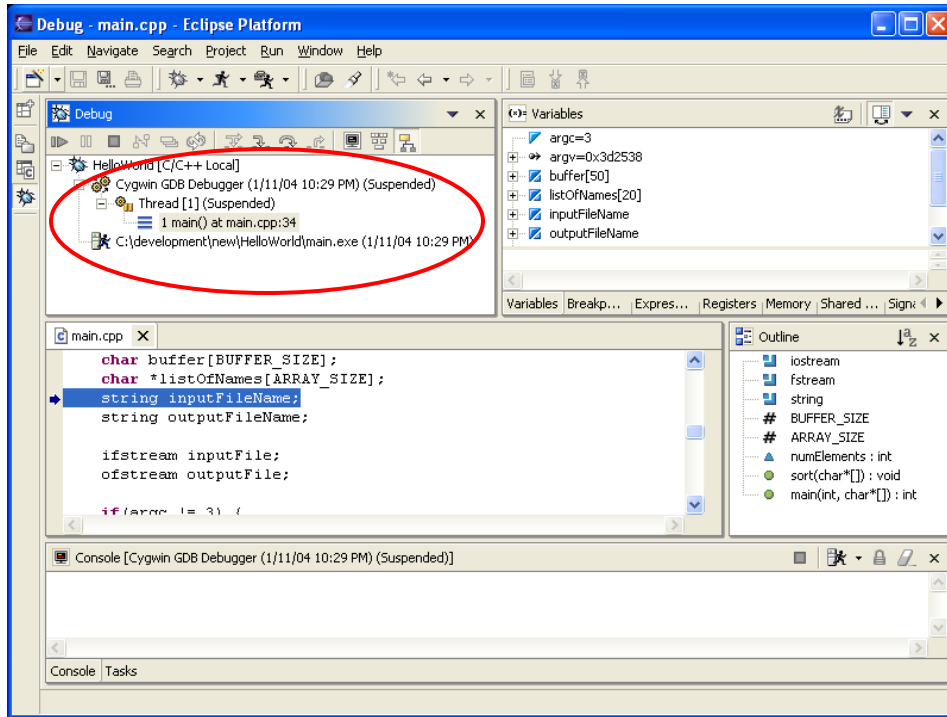 Debug - main.cpp - Eclipse Platform
File Edit Navigate Search Project Run Window Help
Debug
HelloWorld [C/C++ Local]
Cygwin GDB Debugger (1/11/04 10:29 PM) (Suspended)
Thread [1] (Suspended)
1 main() at main.cpp:34
C:\development\new\HelloWorld\main.exe (1/11/04 10:29 PM)
(x)= Variables
argc=3
argv=0x3d2538
buffer[50]
listOfNames[20]
inputFileName
outputFileName
Variables Breakp... Expres... Registers Memory Shared ... Signa
main.cpp
char buffer[BUFFER_SIZE];
char *listOfNames[ARRAY_SIZE];
string inputFileName;
string outputFileName;
ifstream inputFile;
ofstream outputFile;
if(argc != 3) {
Outline
iostream
fstream
string
# BUFFER_SIZE
# ARRAY_SIZE
numElements : int
sort(char*[]) : void
main(int, char*[]) : int
Console [Cygwin GDB Debugger (1/11/04 10:29 PM) (Suspended)]
Console Tasks